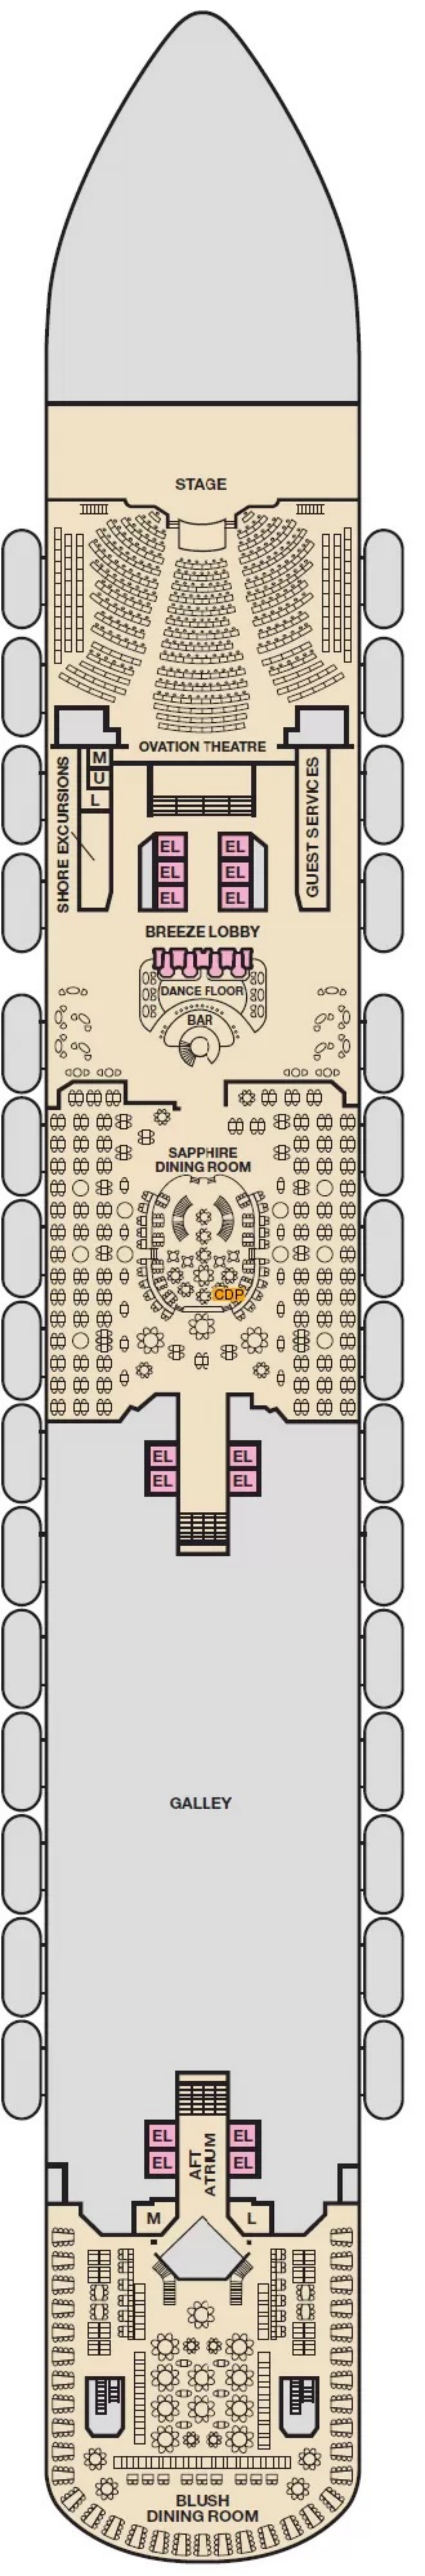 STAGE
OVATION THEATRE
SHORE EXCURSIONS
M
U
L
GUEST SERVICES
EL
EL
EL
EL
EL
EL
BREEZE LOBBY
DANCE FLOOR
BAR
SAPPHIRE
DINING ROOM
CDP
EL
EL
EL
EL
GALLEY
EL
EL
EL
EL
AFT
ATRIUM
M
L
BLUSH
DINING ROOM